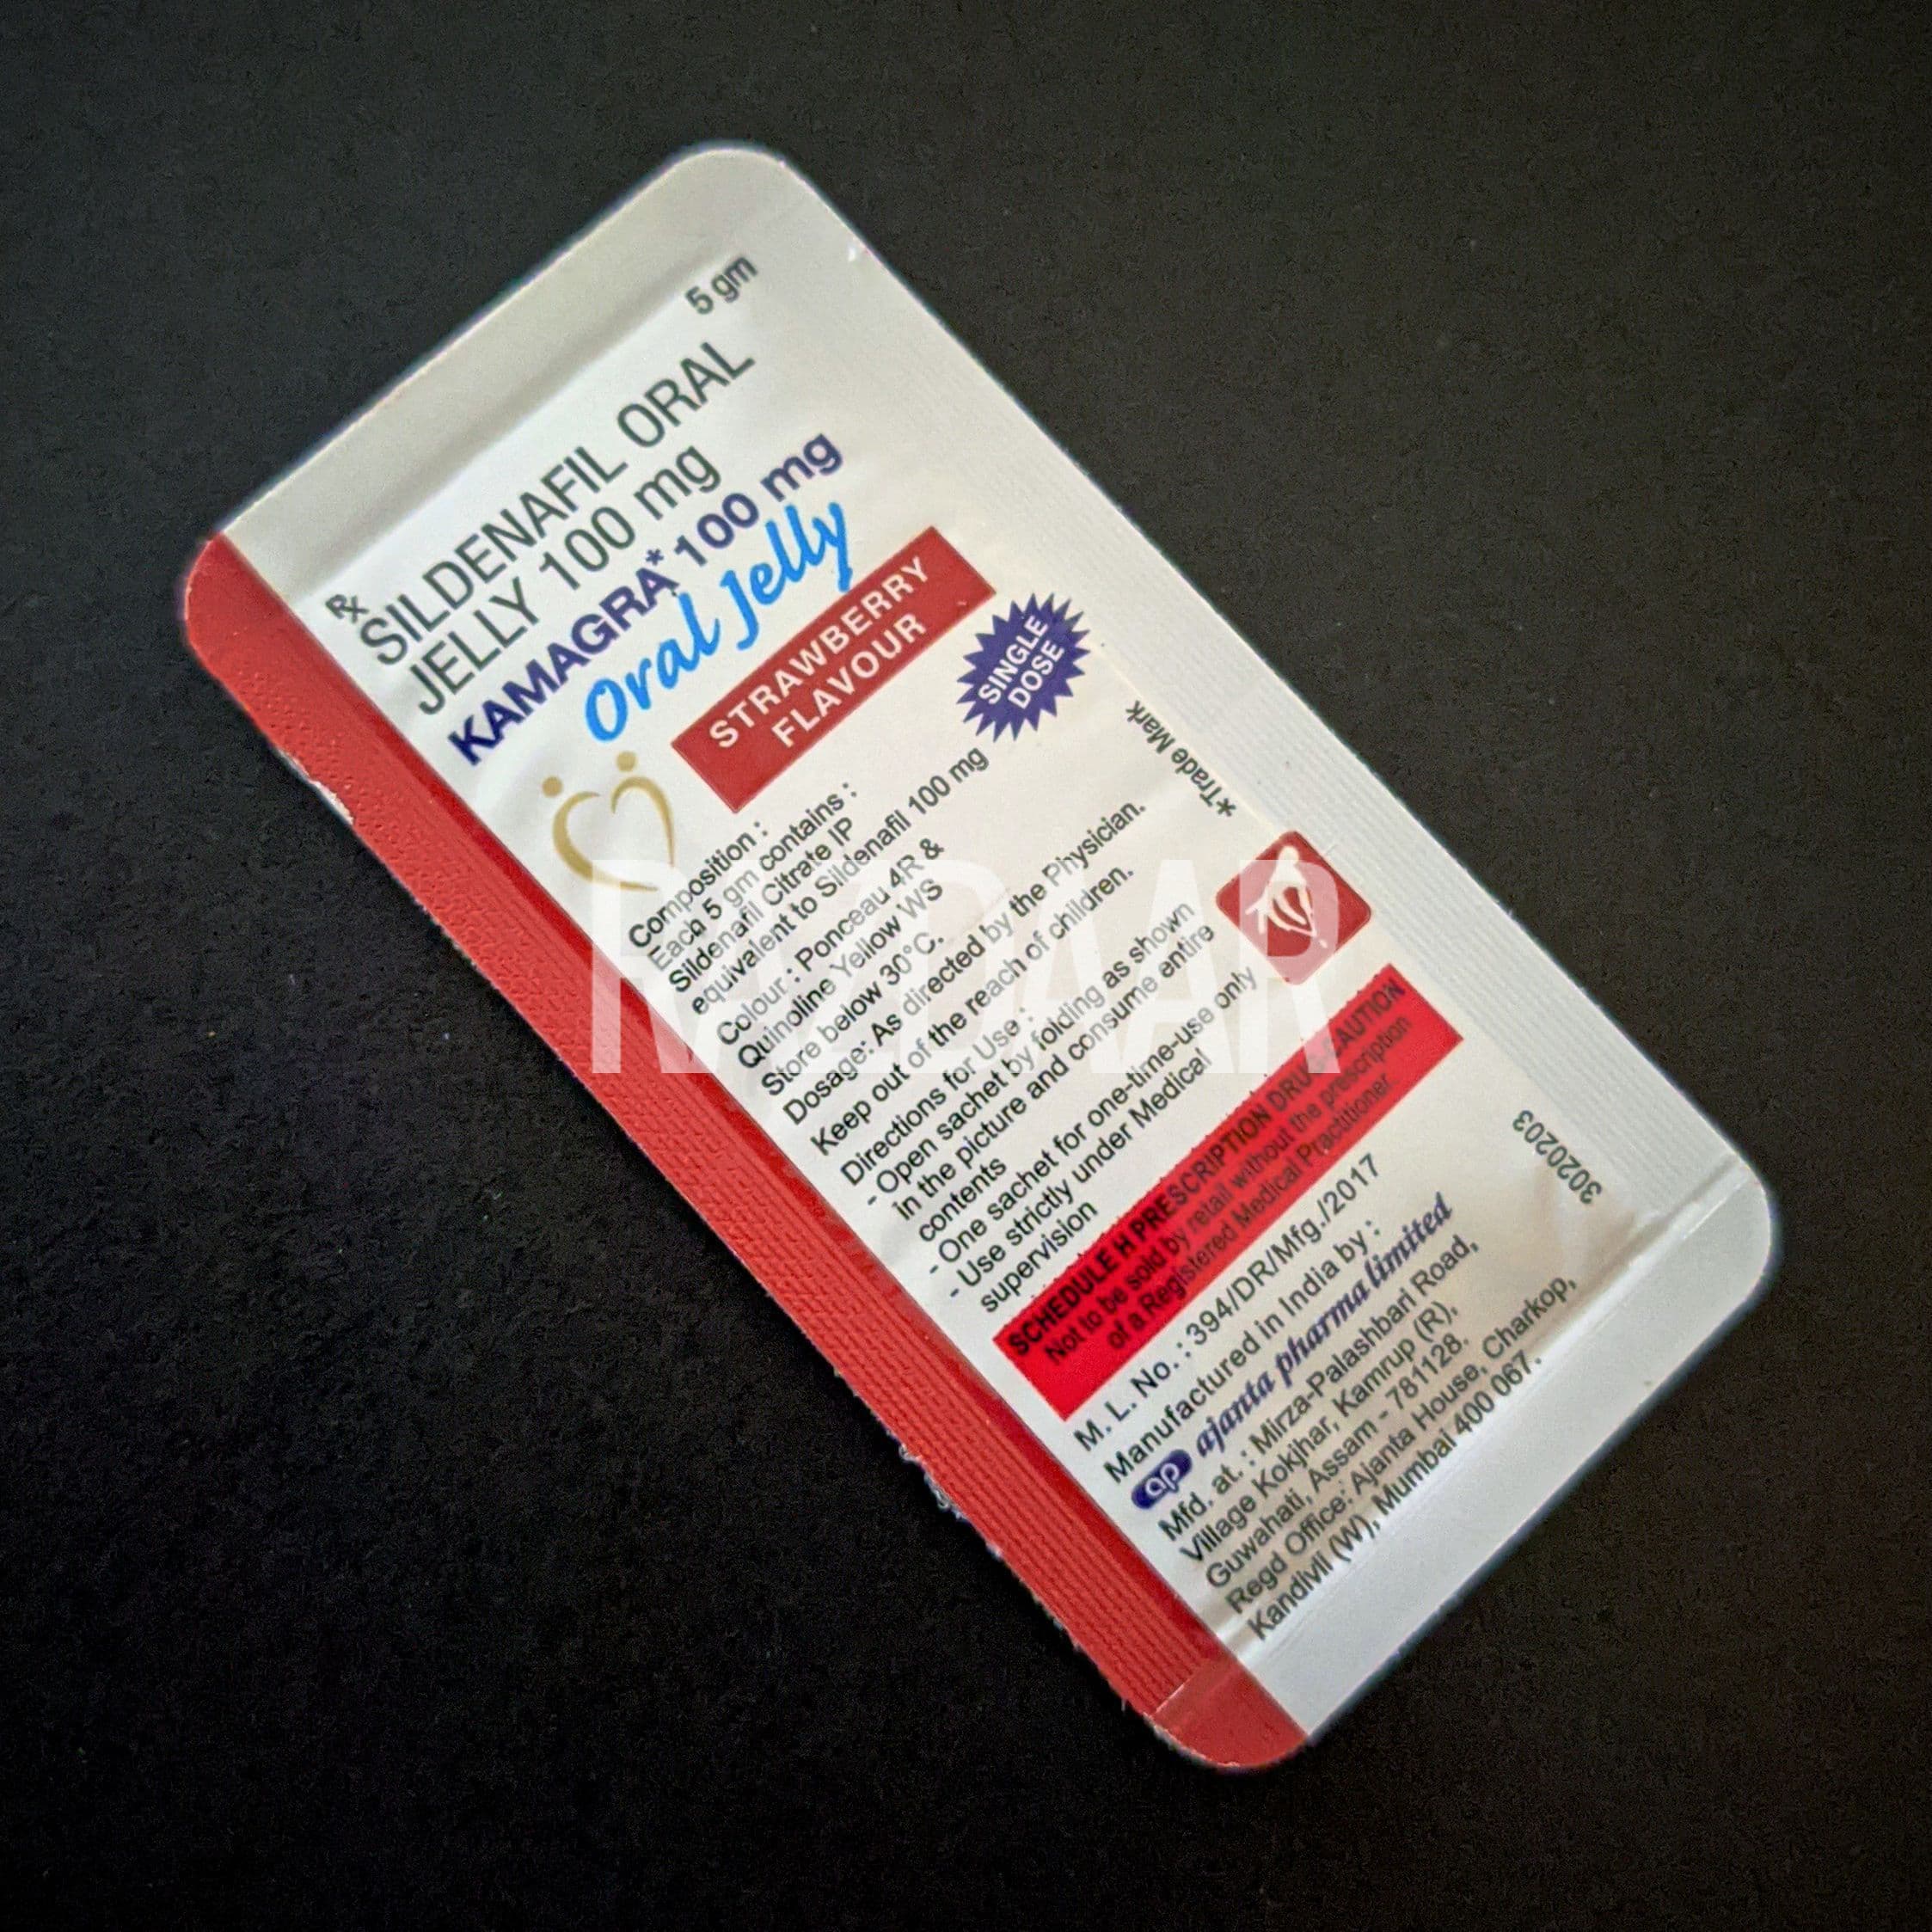 5 gm
Rx
SILDENAFIL ORAL
JELLY 100 mg
KAMAGRA* 100 mg
Oral Jelly
STRAWBERRY
FLAVOUR
SINGLE
DOSE
Composition :
Each 5 gm contains :
Sildenafil Citrate IP
equivalent to Sildenafil 100 mg
Colour : Ponceau 4R &
Quinoline Yellow WS
Store below 30°C.
Dosage: As directed by the Physician.
Keep out of the reach of children.
Directions for Use :
- Open sachet by folding as shown
in the picture and consume entire
contents
- One sachet for one-time-use only
- Use strictly under Medical
supervision
*Trade Mark
SCHEDULE H PRESCRIPTION DRUG-CAUTION
Not to be sold by retail without the prescription
of a Registered Medical Practitioner
M. L. No. : 394/DR/Mfg./2017
Manufactured in India by :
ap ajanta pharma limited
Mfd. at. : Mirza-Palashbari Road,
Village Kokjhar, Kamrup (R),
Guwahati, Assam - 781128.
Regd Office: Ajanta House, Charkop,
Kandivli (W), Mumbai 400 067.
3020203